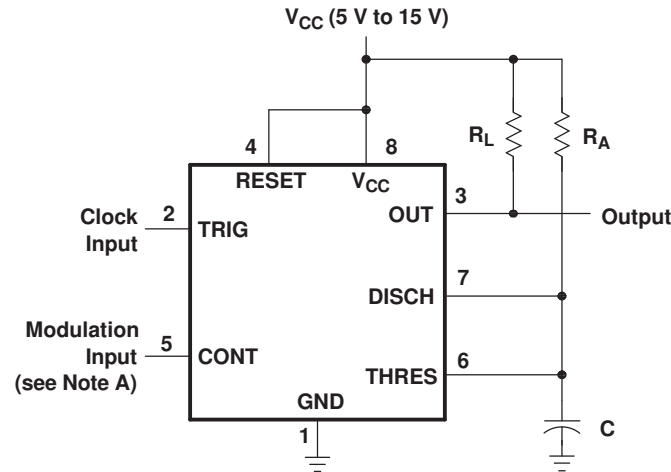 VCC (5 V to 15 V)
RL
RA
4
8
RESET
VCC
3
OUT
Output
Clock
Input
2
TRIG
7
DISCH
Modulation
Input
(see Note A)
5
CONT
6
THRES
GND
1
C